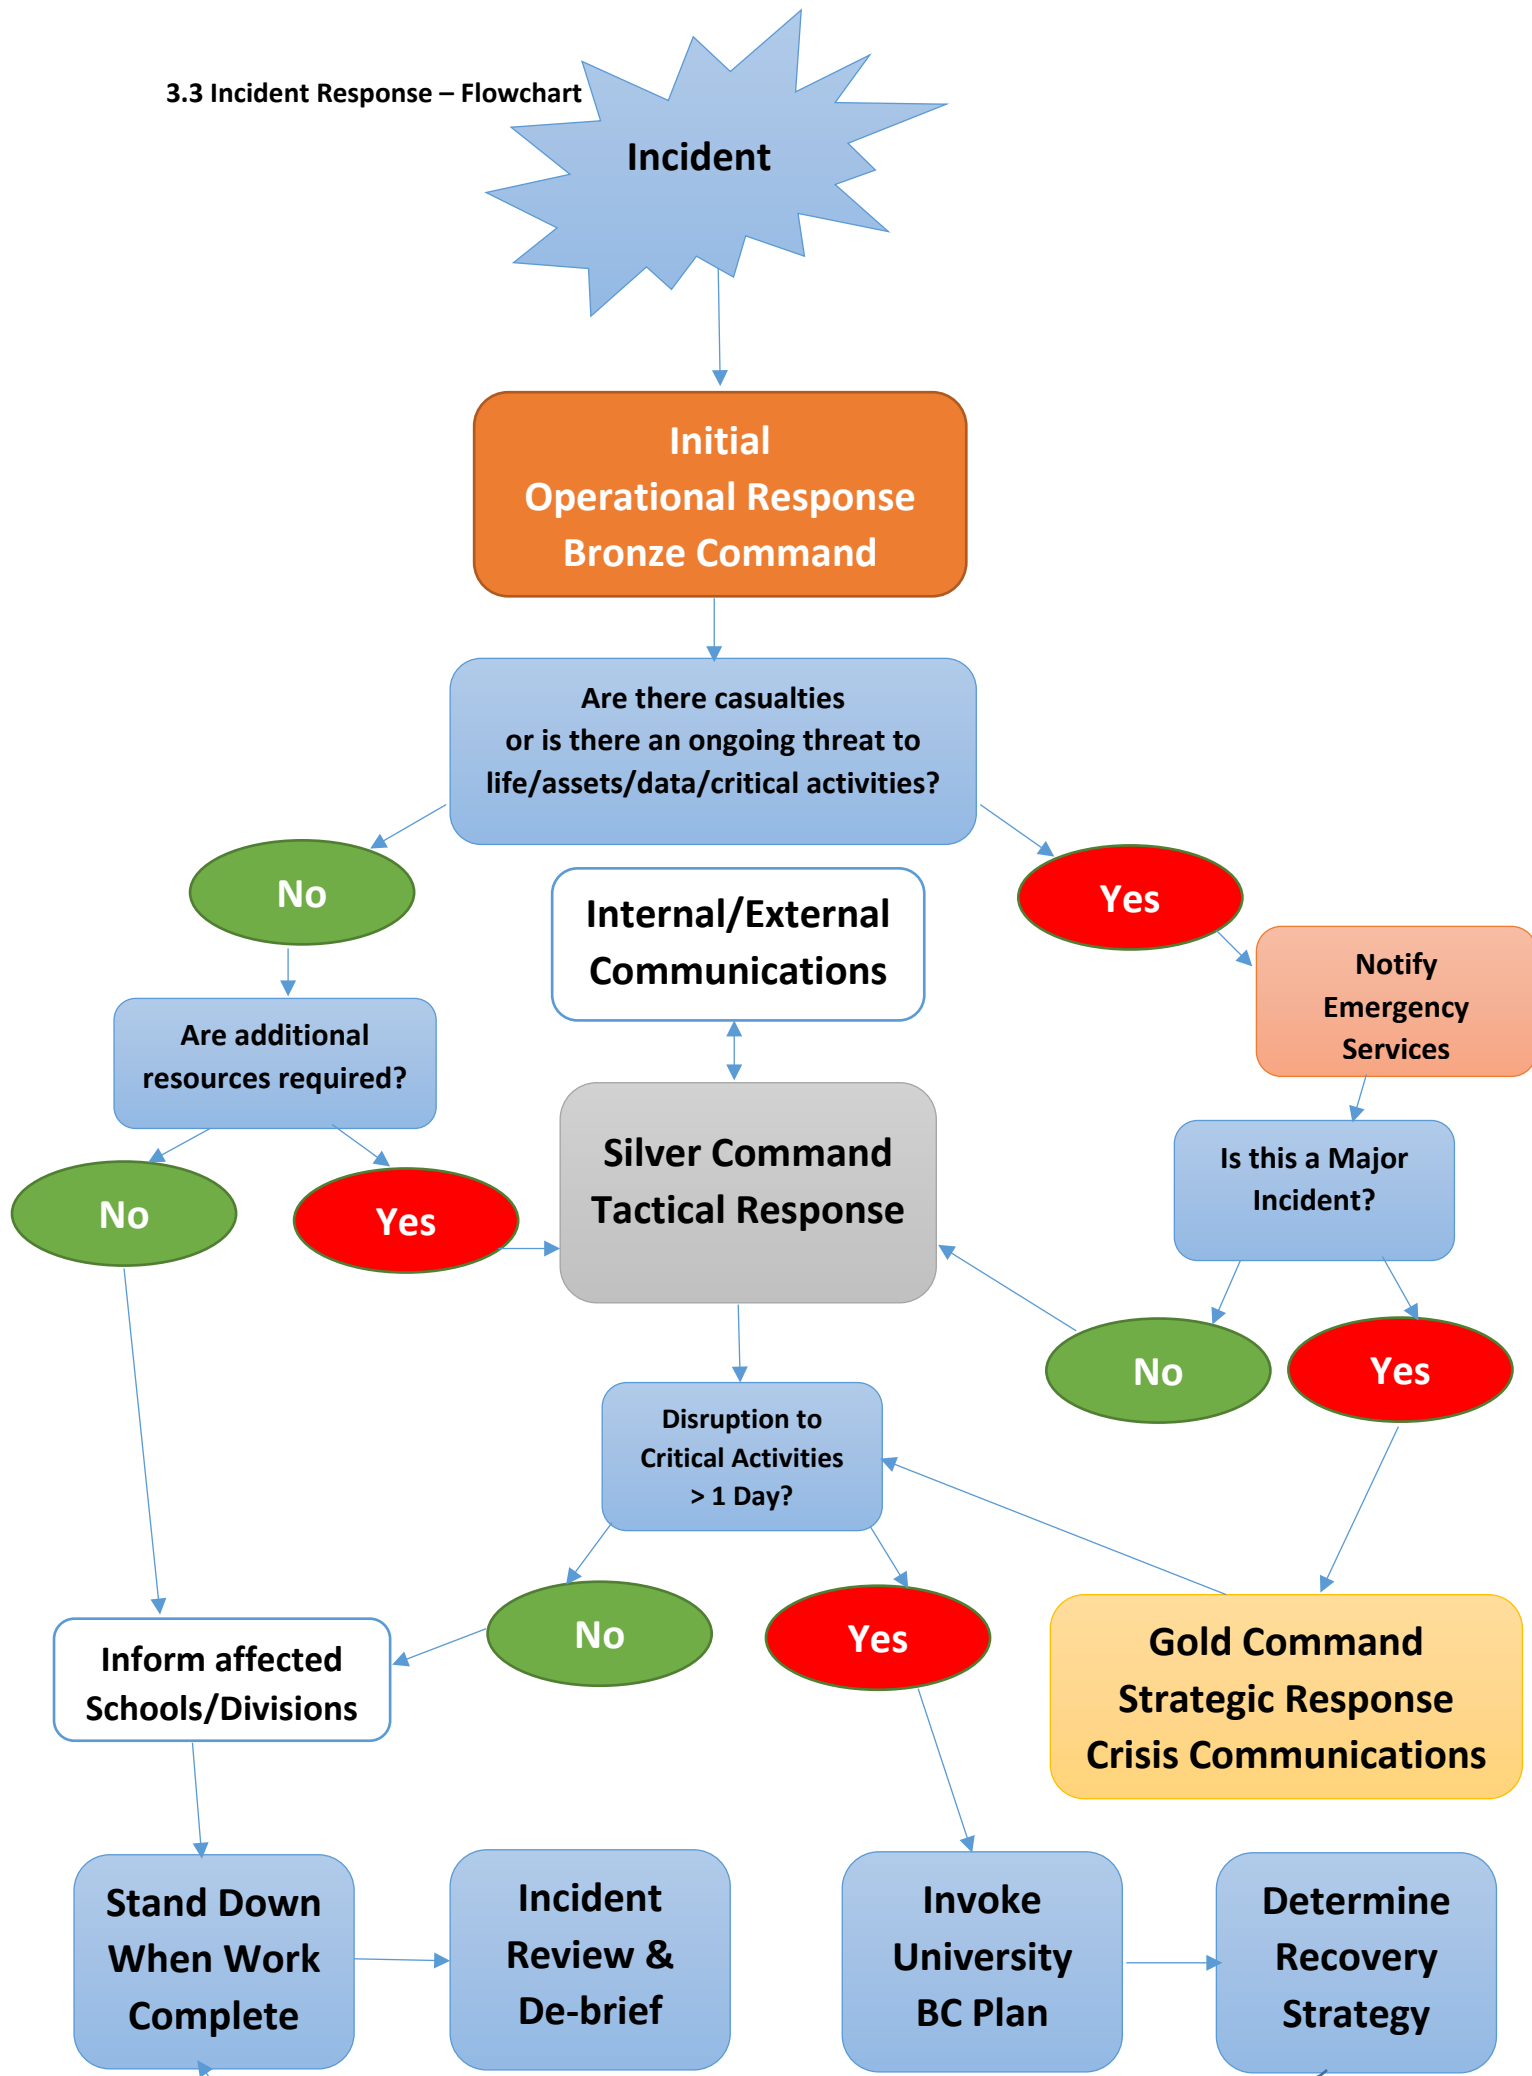 3.3 Incident Response – Flowchart
Incident
Initial
Operational Response
Bronze Command
Are there casualties
or is there an ongoing threat to
life/assets/data/critical activities?
No
Yes
Internal/External
Communications
Notify
Emergency
Services
Are additional
resources required?
Silver Command
Tactical Response
Is this a Major
Incident?
No
Yes
No
Yes
Disruption to
Critical Activities
> 1 Day?
No
Yes
Inform affected
Schools/Divisions
Gold Command
Strategic Response
Crisis Communications
Stand Down
When Work
Complete
Incident
Review &
De-brief
Invoke
University
BC Plan
Determine
Recovery
Strategy